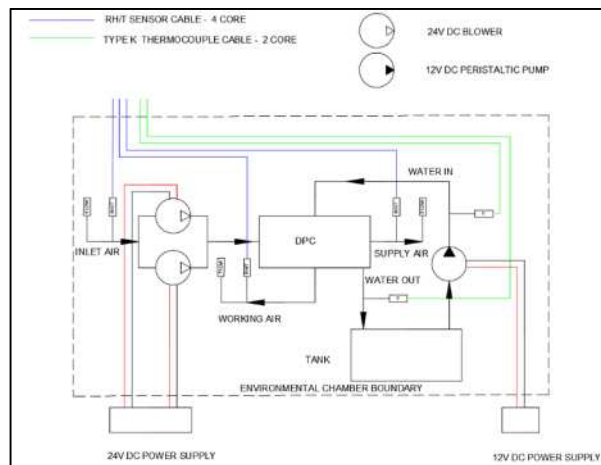 RH/T SENSOR CABLE - 4 CORE
TYPE K THERMOCOUPLE CABLE - 2 CORE
24V DC BLOWER
12V DC PERISTALTIC PUMP
WATER IN
DPC
INLET AIR
SUPPLY AIR
WATER OUT
WORKING AIR
TANK
ENVIRONMENTAL CHAMBER BOUNDARY
24V DC POWER SUPPLY
12V DC POWER SUPPLY